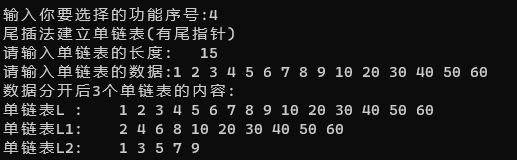 输入你要选择的功能序号:4
尾插法建立单链表(有尾指针)
请输入单链表的长度:   15
请输入单链表的数据:1 2 3 4 5 6 7 8 9 10 20 30 40 50 60
数据分开后3个单链表的内容:
单链表L :    1 2 3 4 5 6 7 8 9 10 20 30 40 50 60
单链表L1:    2 4 6 8 10 20 30 40 50 60
单链表L2:    1 3 5 7 9